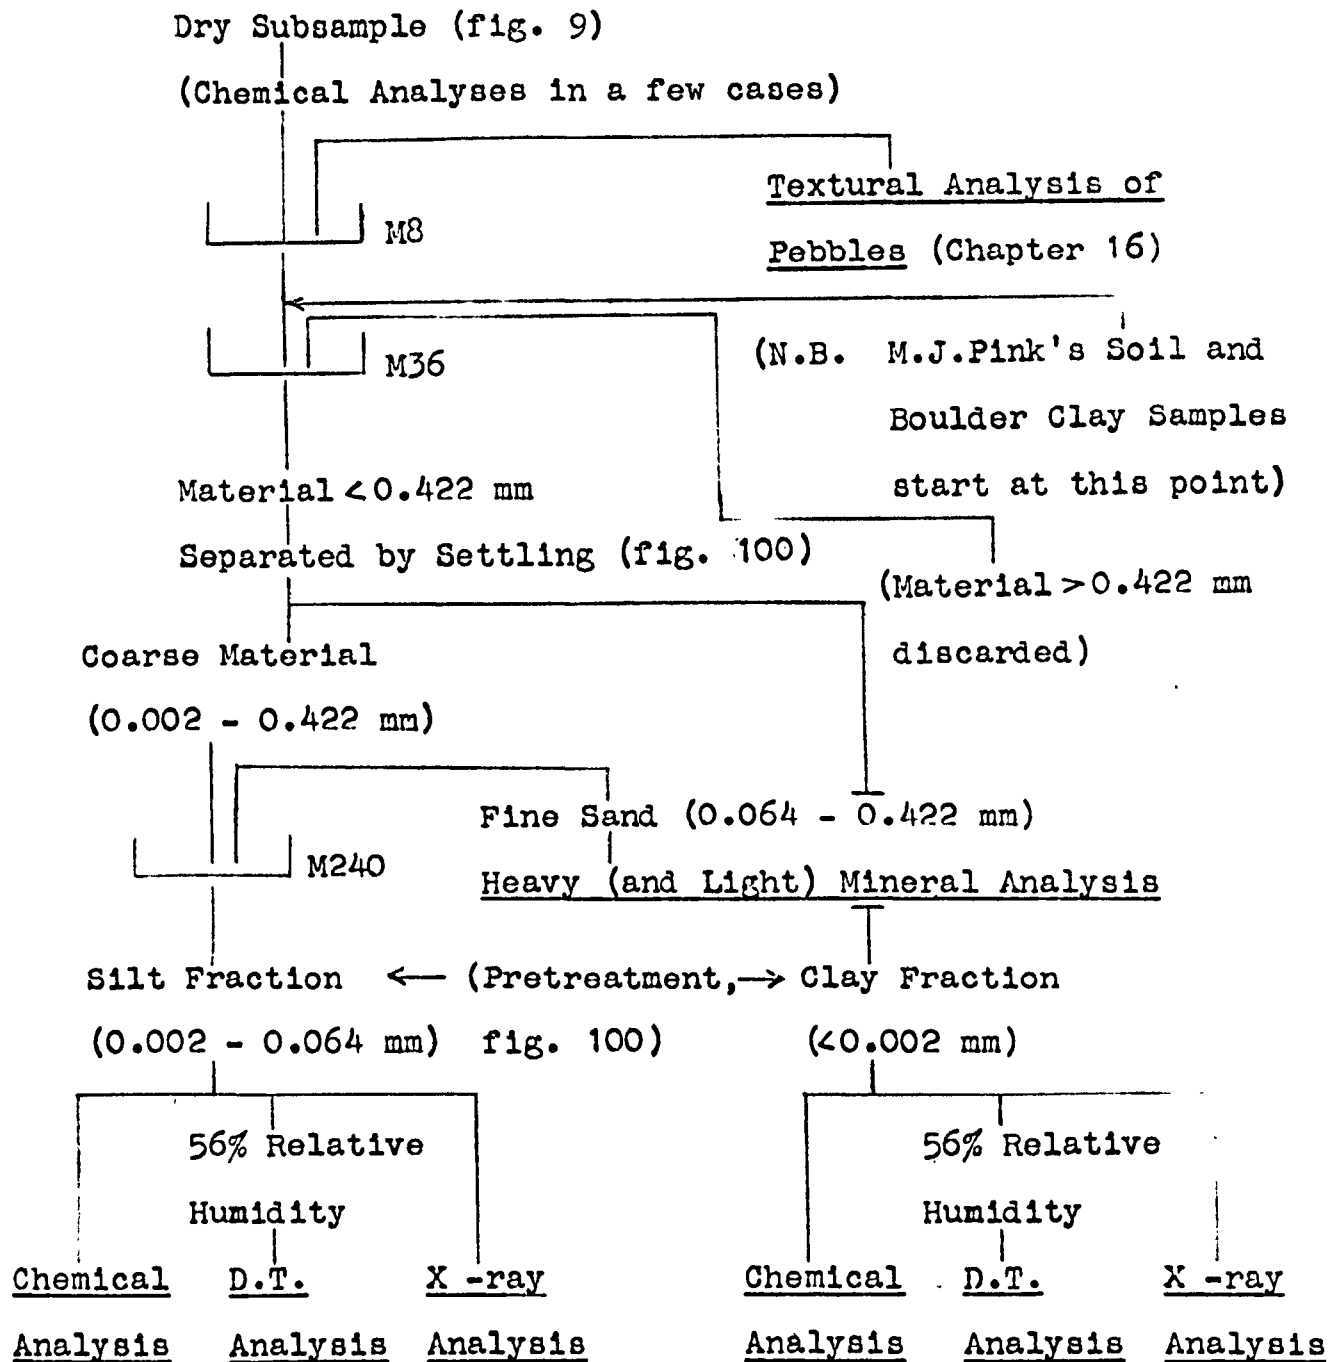 Dry Subsample (fig. 9)
(Chemical Analyses in a few cases)
Textural Analysis of
Pebbles (Chapter 16)
M8
M36
(N.B. M.J.Pink's Soil and
Boulder Clay Samples
start at this point)
Material <0.422 mm
Separated by Settling (fig. 100)
(Material >0.422 mm
discarded)
Coarse Material
(0.002 - 0.422 mm)
Fine Sand (0.064 - 0.422 mm)
M240
Heavy (and Light) Mineral Analysis
Silt Fraction <-- (Pretreatment, --> Clay Fraction
(0.002 - 0.064 mm) fig. 100) (<0.002 mm)
56% Relative
Humidity
56% Relative
Humidity
Chemical
Analysis
D.T.
Analysis
X -ray
Analysis
Chemical
Analysis
D.T.
Analysis
X -ray
Analysis